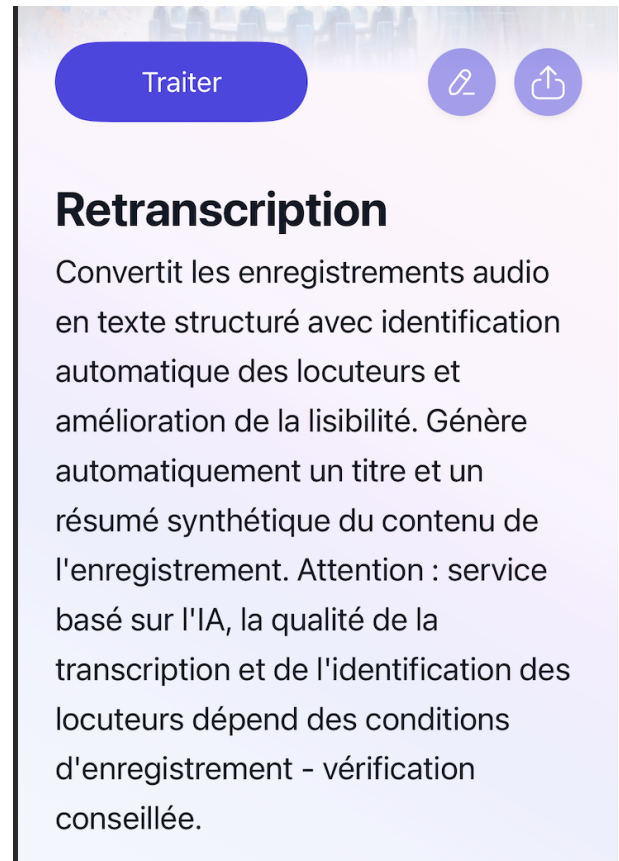 Traiter
Retranscription
Convertit les enregistrements audio
en texte structuré avec identification
automatique des locuteurs et
amélioration de la lisibilité. Génère
automatiquement un titre et un
résumé synthétique du contenu de
l'enregistrement. Attention : service
basé sur l'IA, la qualité de la
transcription et de l'identification des
locuteurs dépend des conditions
d'enregistrement - vérification
conseillée.